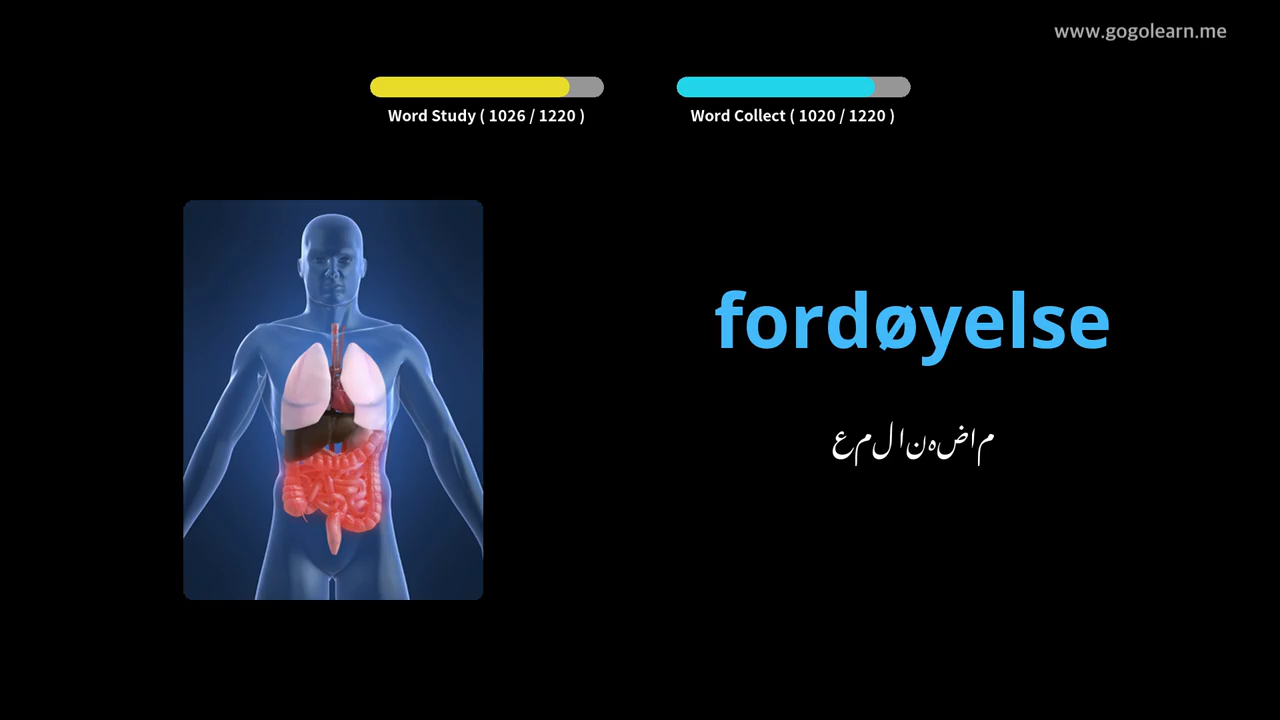 www.gogolearn.me
Word Study ( 1026 / 1220 )
Word Collect ( 1020 / 1220 )
fordøyelse
عمل انہضام